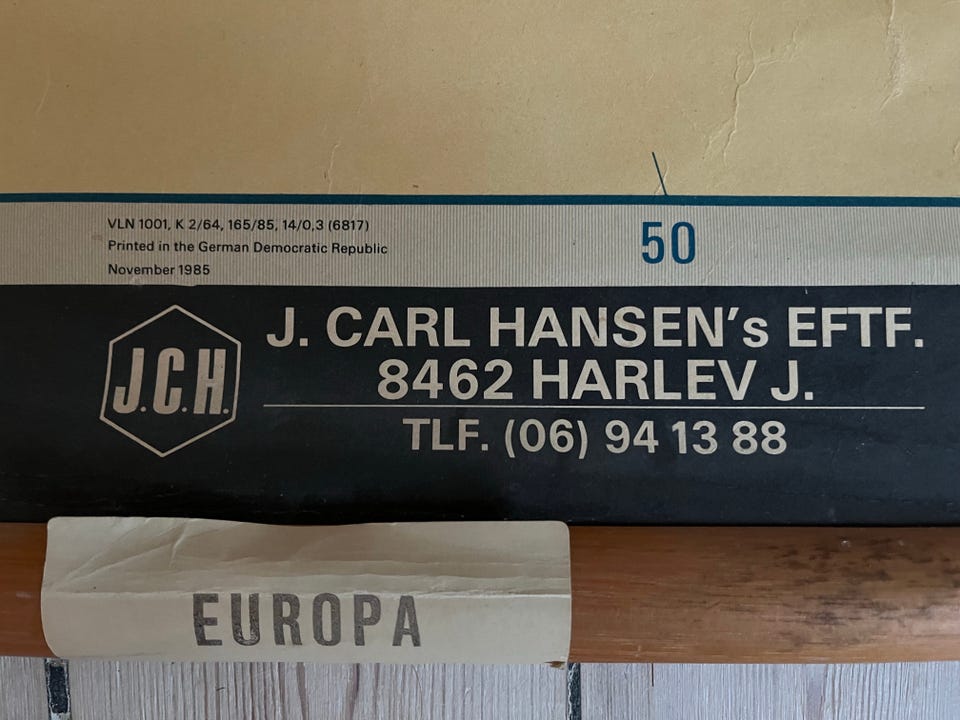 VLN 1001, K 2/64, 165/85, 14/0,3 (6817)
Printed in the German Democratic Republic
November 1985
50
J.C.H.
J. CARL HANSEN's EFTF.
8462 HARLEV J.
TLF. (06) 94 13 88
EUROPA